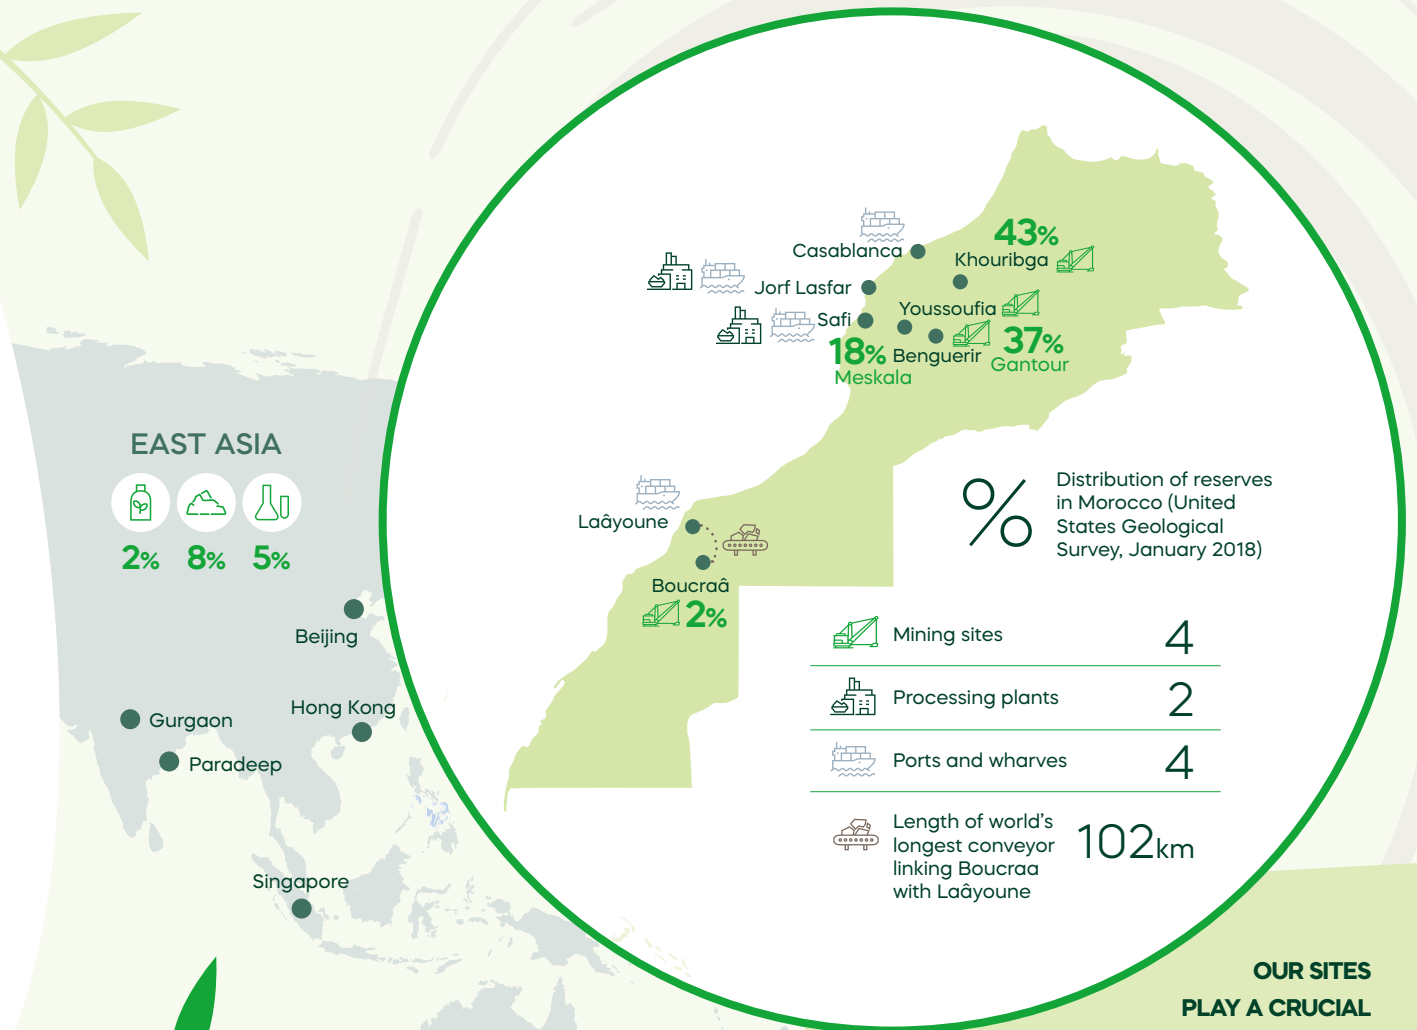 EAST ASIA
2% 8% 5%
Beijing
Hong Kong
Gurgaon
Paradeep
Singapore
Casablanca
43%
Khouribga
Jorf Lasfar
Youssoufia
Safi
18%
Meskala
Benguerir
37%
Gantour
Laâyoune
Boucraâ
2%
% Distribution of reserves
in Morocco (United
States Geological
Survey, January 2018)
Mining sites 4
Processing plants 2
Ports and wharves 4
Length of world's
longest conveyor
linking Boucraa
with Laâyoune
102km
OUR SITES
PLAY A CRUCIAL